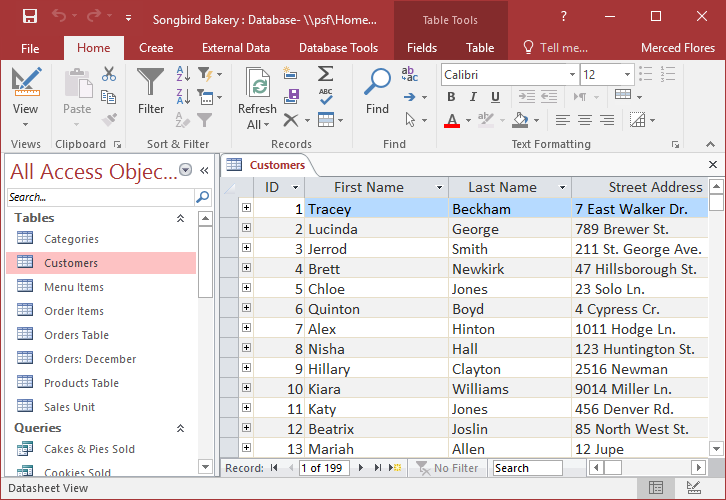 Songbird Bakery : Database- \\psf\Home...
Table Tools
File
Home
Create
External Data
Database Tools
Fields
Table
Tell me...
Merced Flores
View
Views
Paste
Clipboard
Filter
Sort & Filter
Refresh
All
ABC
Records
Find
ab
ac
Find
Calibri
12
B I U
A
Text Formatting
All Access Objec...
Search...
Tables
Categories
Customers
Menu Items
Order Items
Orders Table
Orders: December
Products Table
Sales Unit
Queries
Cakes & Pies Sold
Cookies Sold
Customers
ID First Name Last Name Street Address
1 Tracey Beckham 7 East Walker Dr.
2 Lucinda George 789 Brewer St.
3 Jerrod Smith 211 St. George Ave.
4 Brett Newkirk 47 Hillsborough St.
5 Chloe Jones 23 Solo Ln.
6 Quinton Boyd 4 Cypress Cr.
7 Alex Hinton 1011 Hodge Ln.
8 Nisha Hall 123 Huntington St.
9 Hillary Clayton 2516 Newman
10 Kiara Williams 9014 Miller Ln.
11 Katy Jones 456 Denver Rd.
12 Beatrix Joslin 85 North West St.
13 Mariah Allen 12 Jupe
Record: 1 of 199 No Filter Search
Datasheet View